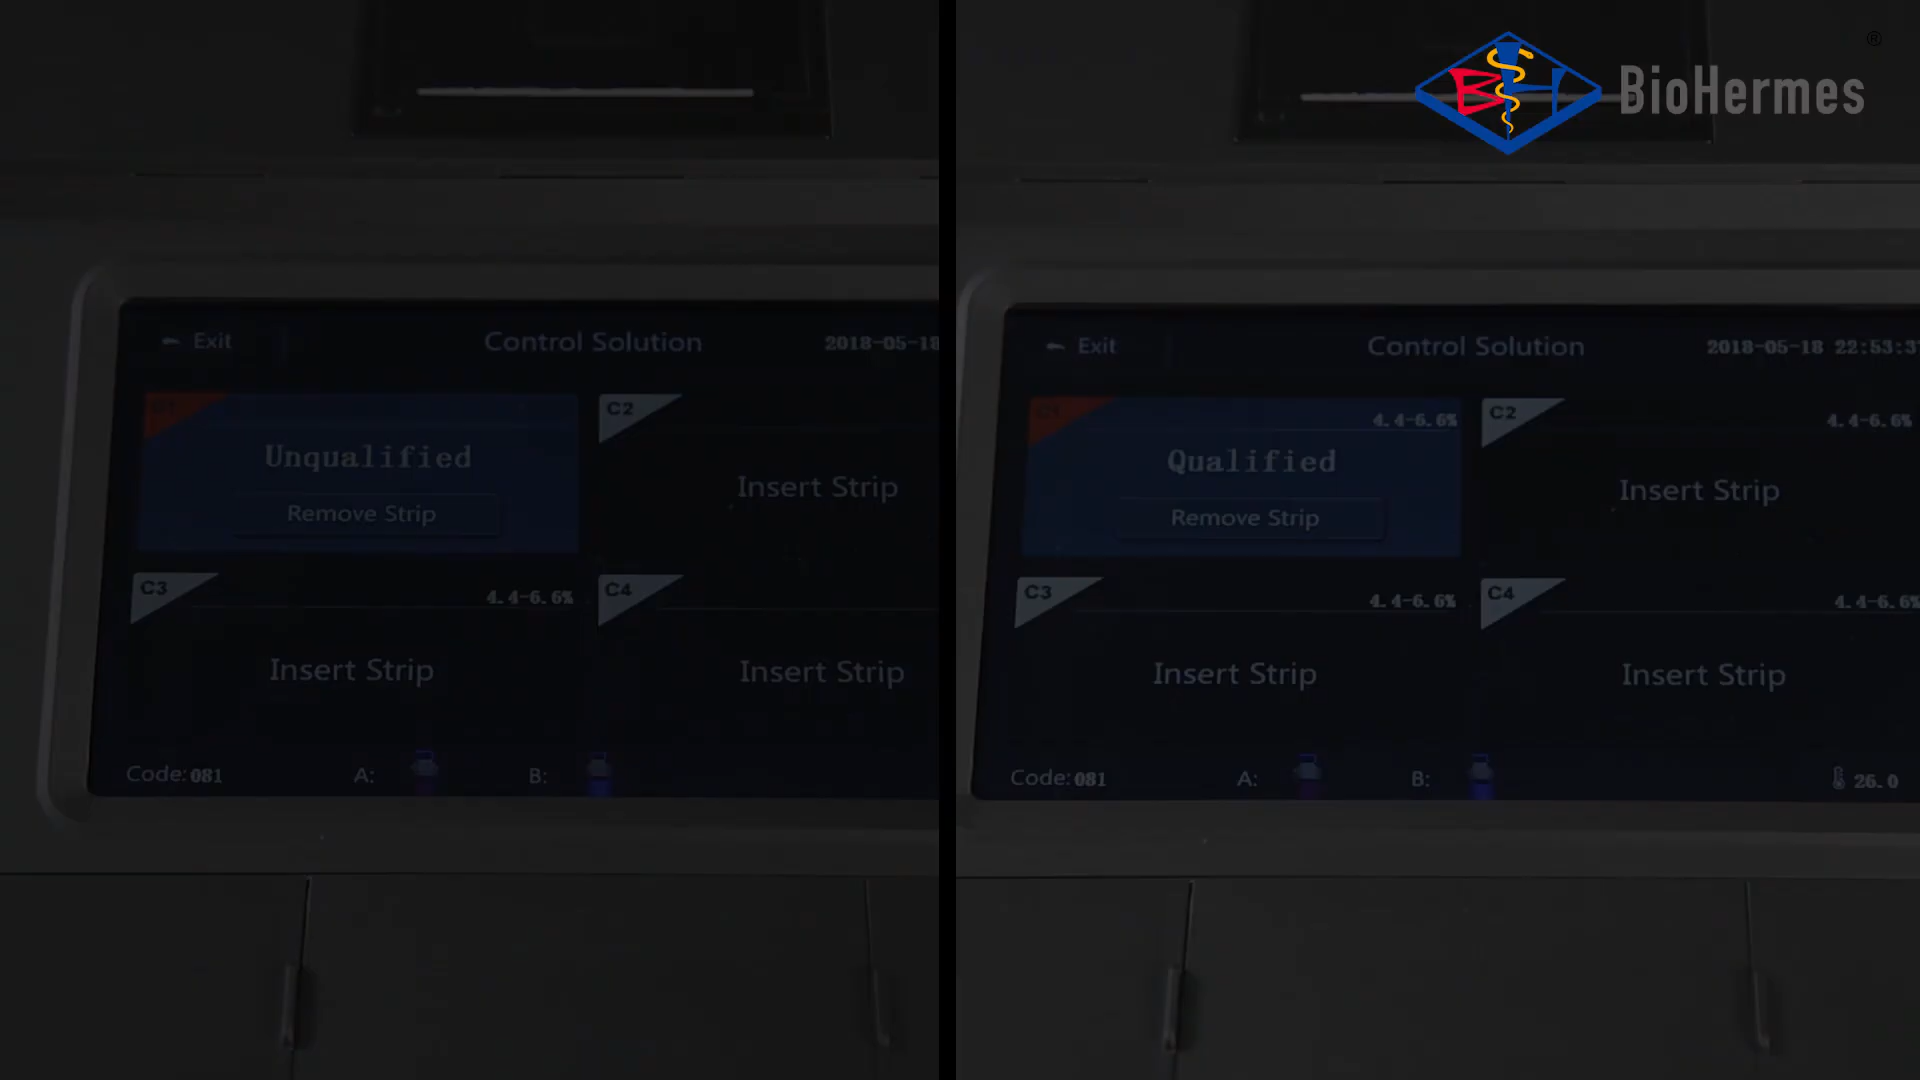 BioHermes
®
Exit
Control Solution
2018-05-18
Unqualified
Remove Strip
C2
Insert Strip
C3
4.4-6.6%
Insert Strip
C4
Insert Strip
Code:081
A:
B:
Exit
Control Solution
2018-05-18 22:53:3
C1
4.4-6.6%
Qualified
Remove Strip
C2
4.4-6.6%
Insert Strip
C3
4.4-6.6%
Insert Strip
C4
4.4-6.6%
Insert Strip
Code:081
A:
B:
26.0